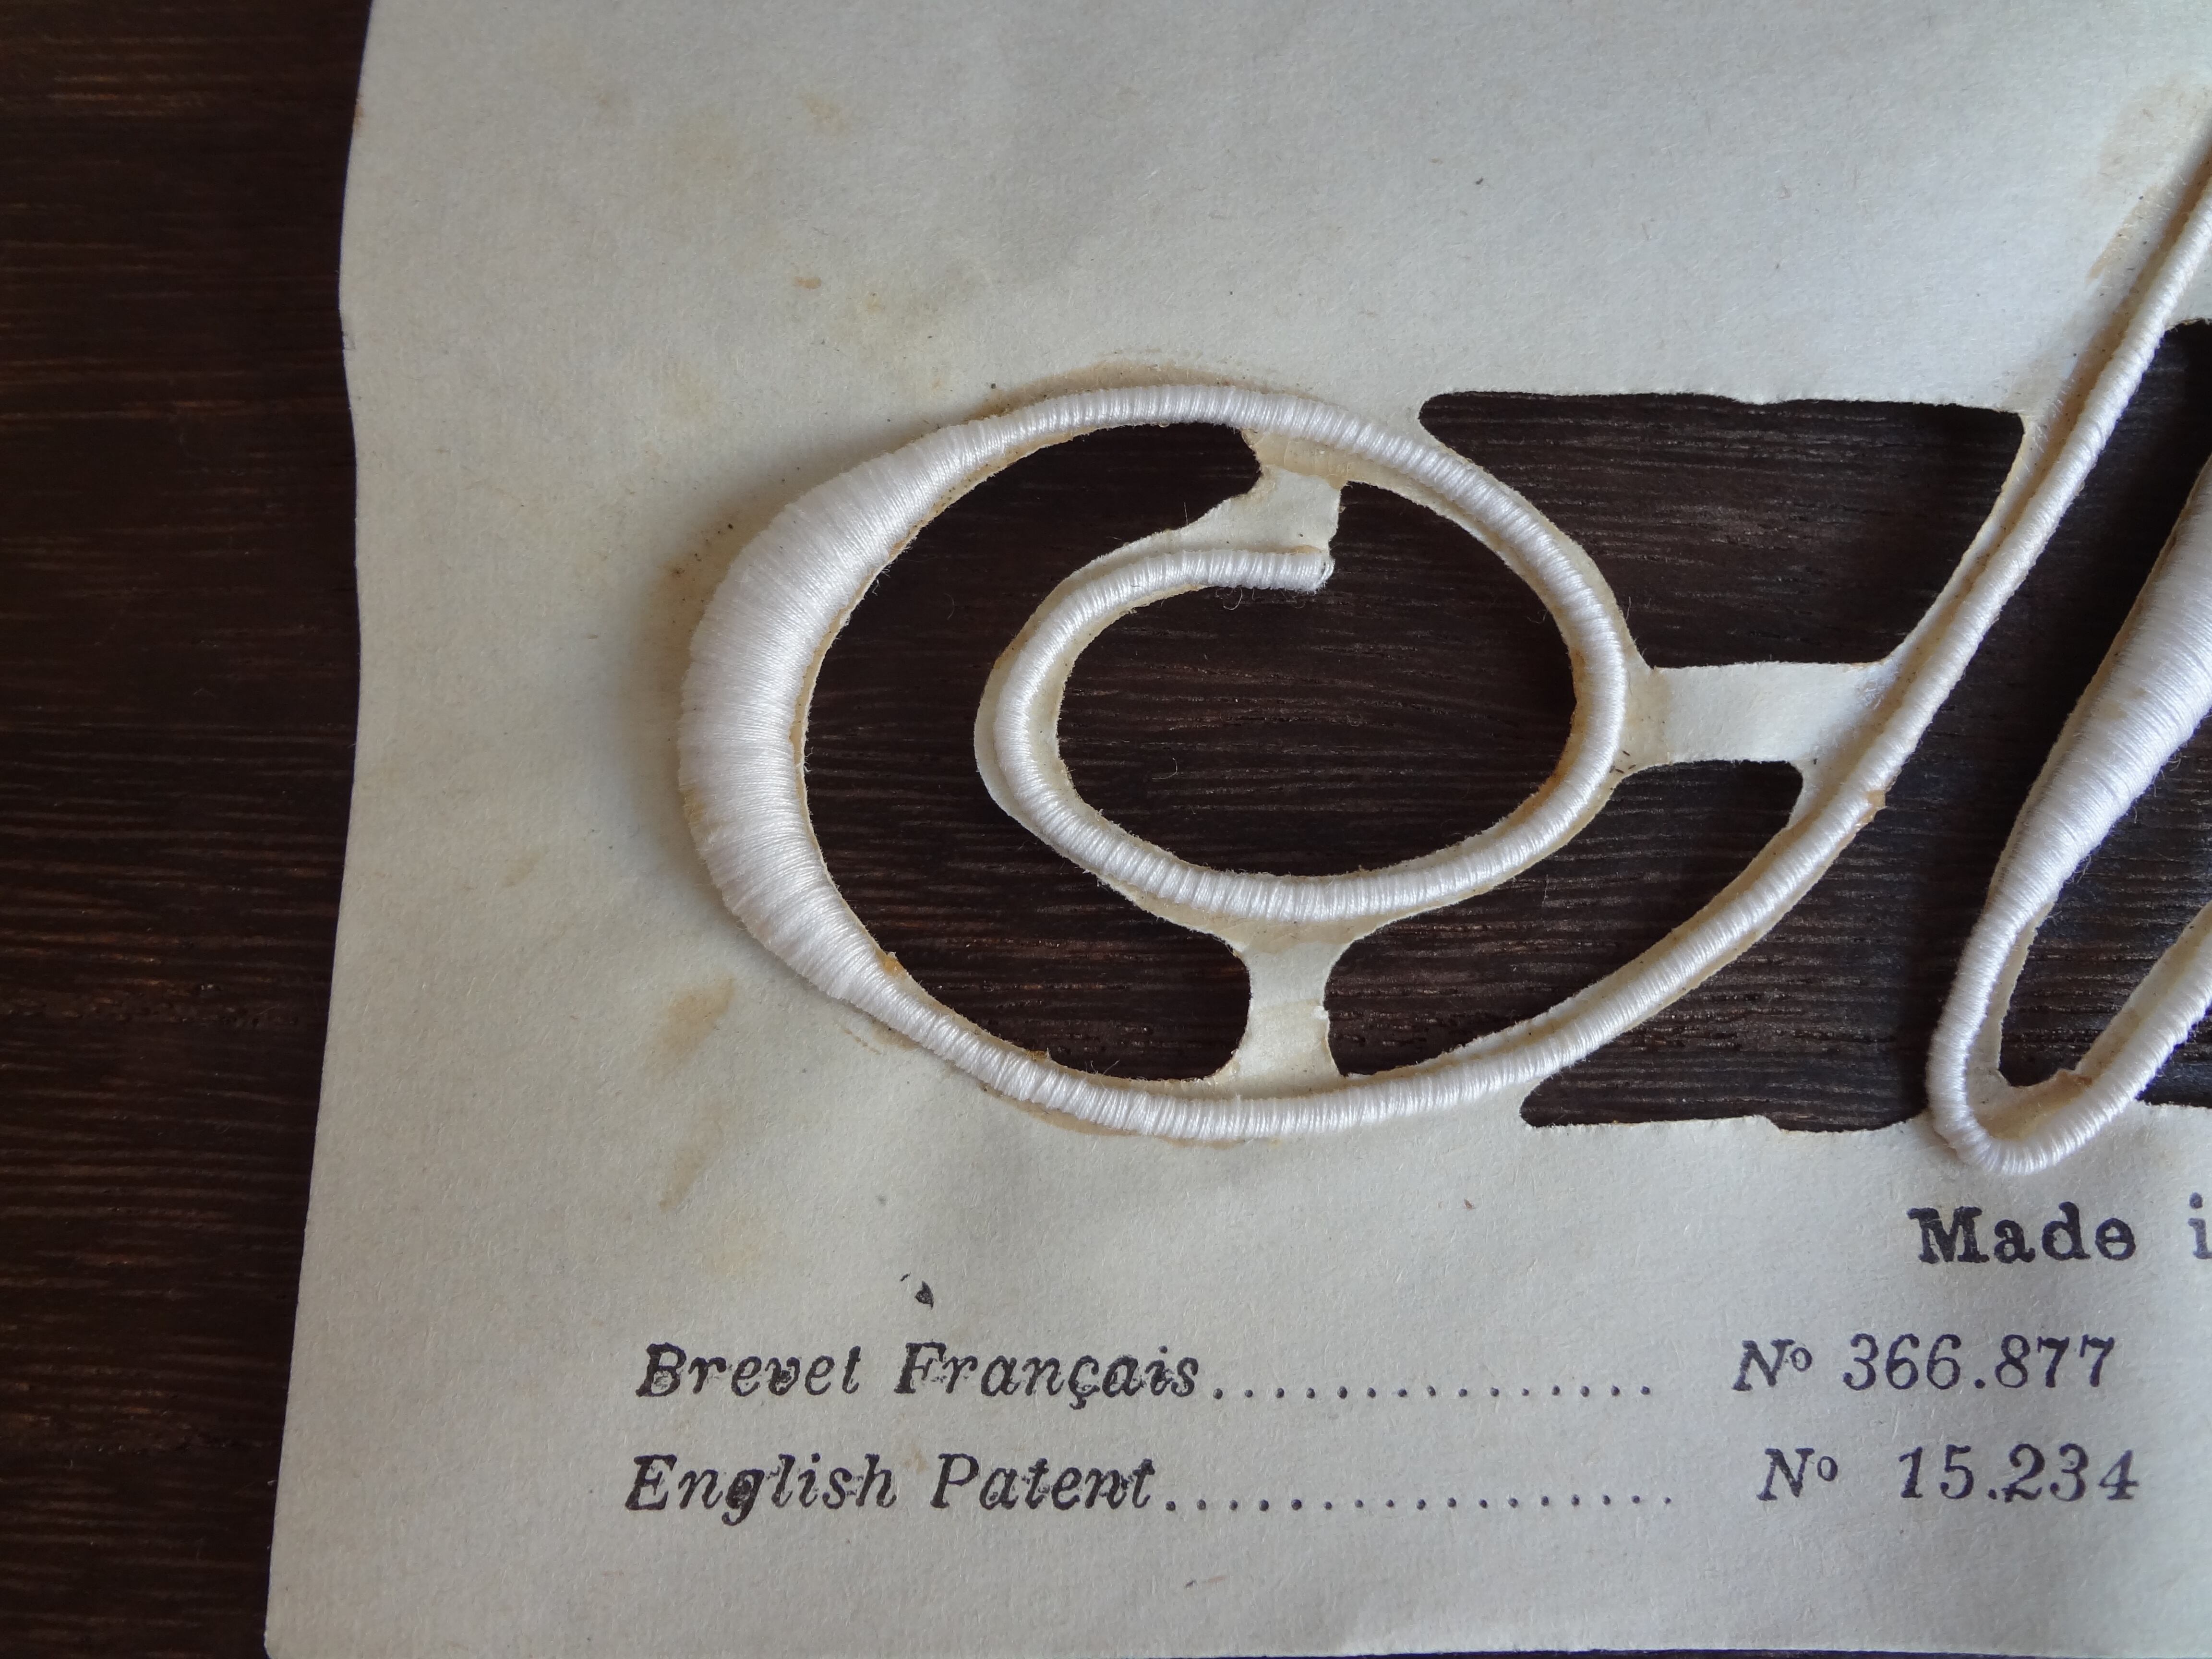 Made i
Brevet Français................ Nº 366.877
English Patent................... Nº 15.234